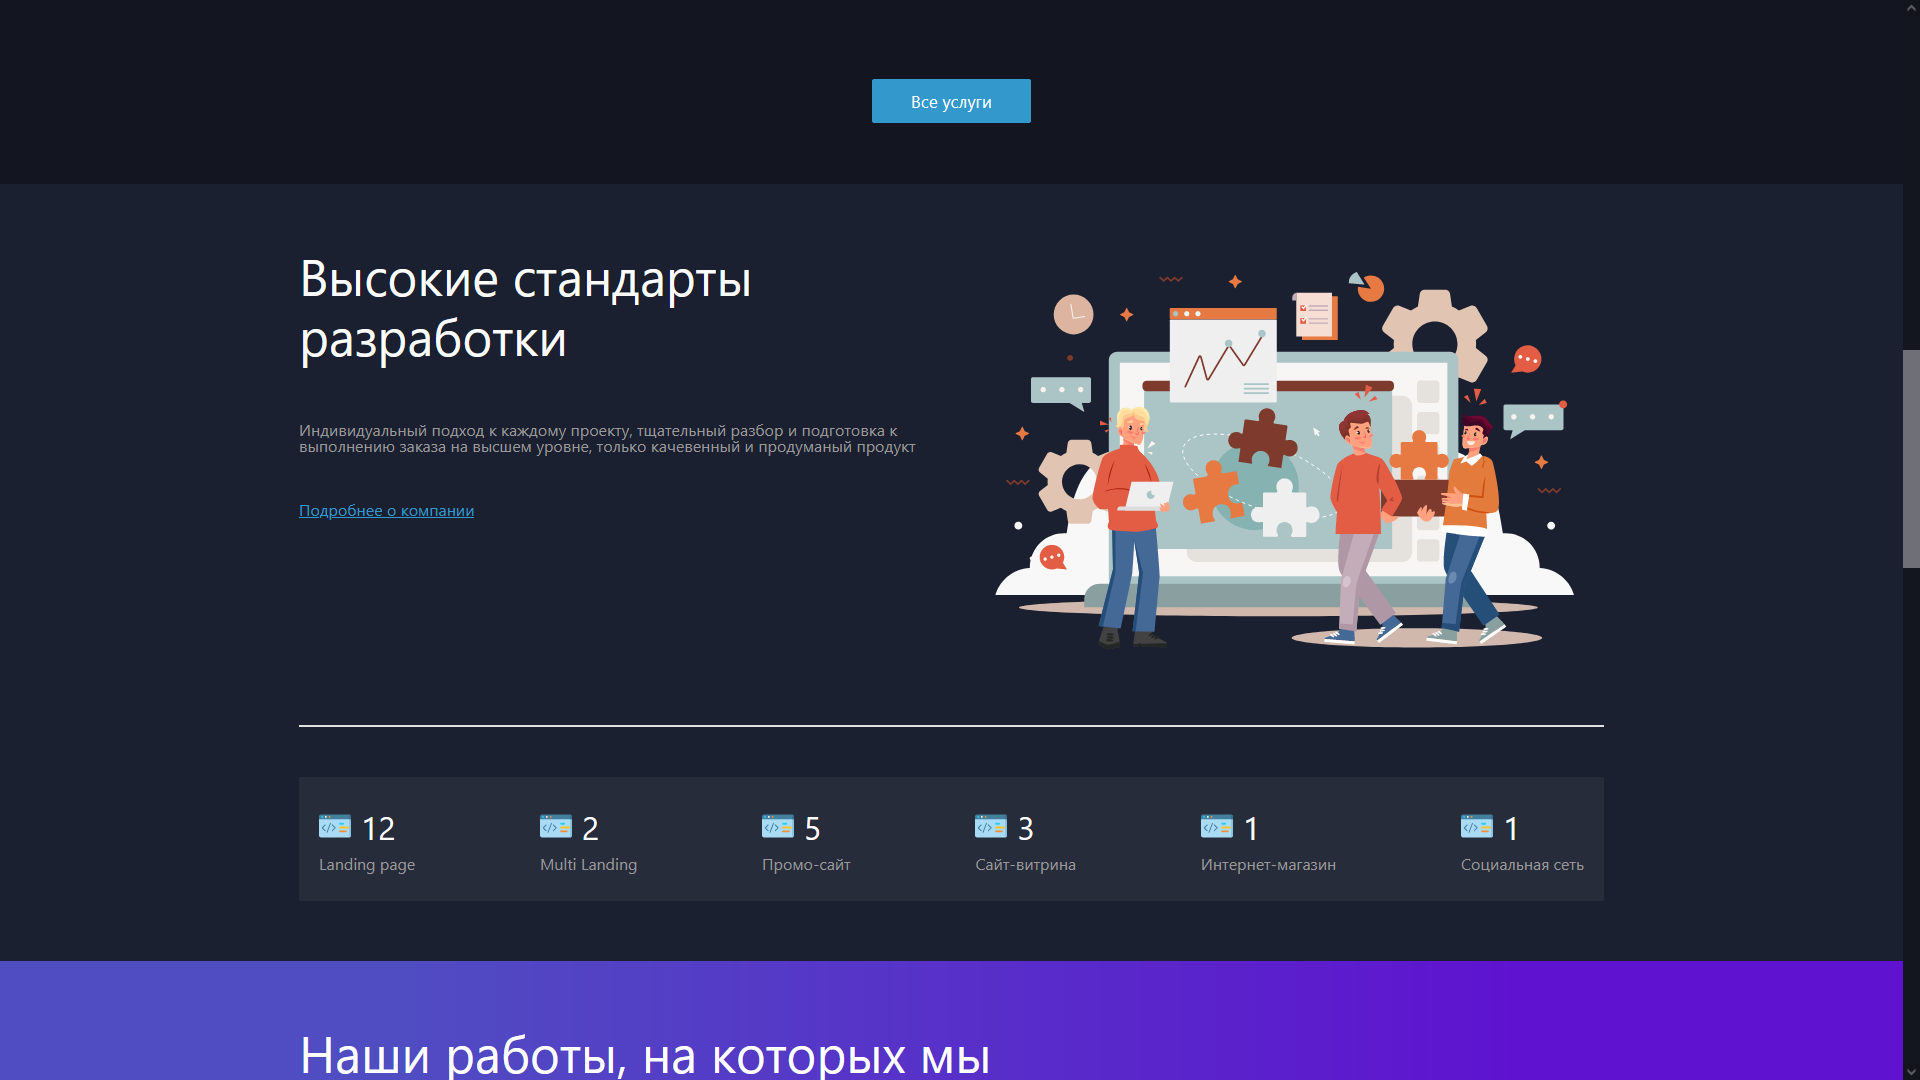 Все услуги
Высокие стандарты
разработки
Индивидуальный подход к каждому проекту, тщательный разбор и подготовка к
выполнению заказа на высшем уровне, только качевенный и продуманый продукт
Подробнее о компании
12
Landing page
2
Multi Landing
5
Промо-сайт
3
Сайт-витрина
1
Интернет-магазин
1
Социальная сеть
Наши работы, на которых мы